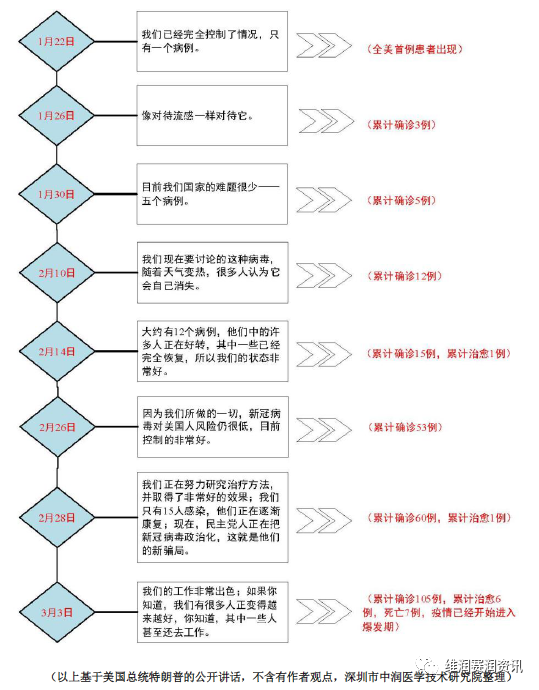 1月22日
我们已经完全控制了情况，只
有一个病例。
（全美首例患者出现）
1月26日
像对待流感一样对待它。
（累计确诊3例）
1月30日
目前我们国家的难题很少——
五个病例。
（累计确诊5例）
2月10日
我们现在要讨论的这种病毒，
随着天气变热，很多人认为它
会自己消失。
（累计确诊12例）
2月14日
大约有12个病例，他们中的许
多人正在好转，其中一些已经
完全恢复，所以我们的状态非
常好。
（累计确诊15例，累计治愈1例）
2月26日
因为我们所做的一切，新冠病
毒对美国人风险仍很低，目前
控制的非常好。
（累计确诊53例）
2月28日
我们正在努力研究治疗方法，
并取得了非常好的效果；我们
只有15人感染，他们正在逐渐
康复；现在，民主党人正在把
新冠病毒政治化，这就是他们
的新骗局。
（累计确诊60例，累计治愈1例）
3月3日
我们的工作非常出色；如果你
知道，我们有很多人正变得越
来越好，你知道，其中一些人
甚至还去工作。
（累计确诊105例，累计治愈6
例，死亡7例，疫情已经开始进入
爆发期）
维润赛润资讯
（以上基于美国总统特朗普的公开讲话，不含有作者观点，深圳市中润医学技术研究院整理）